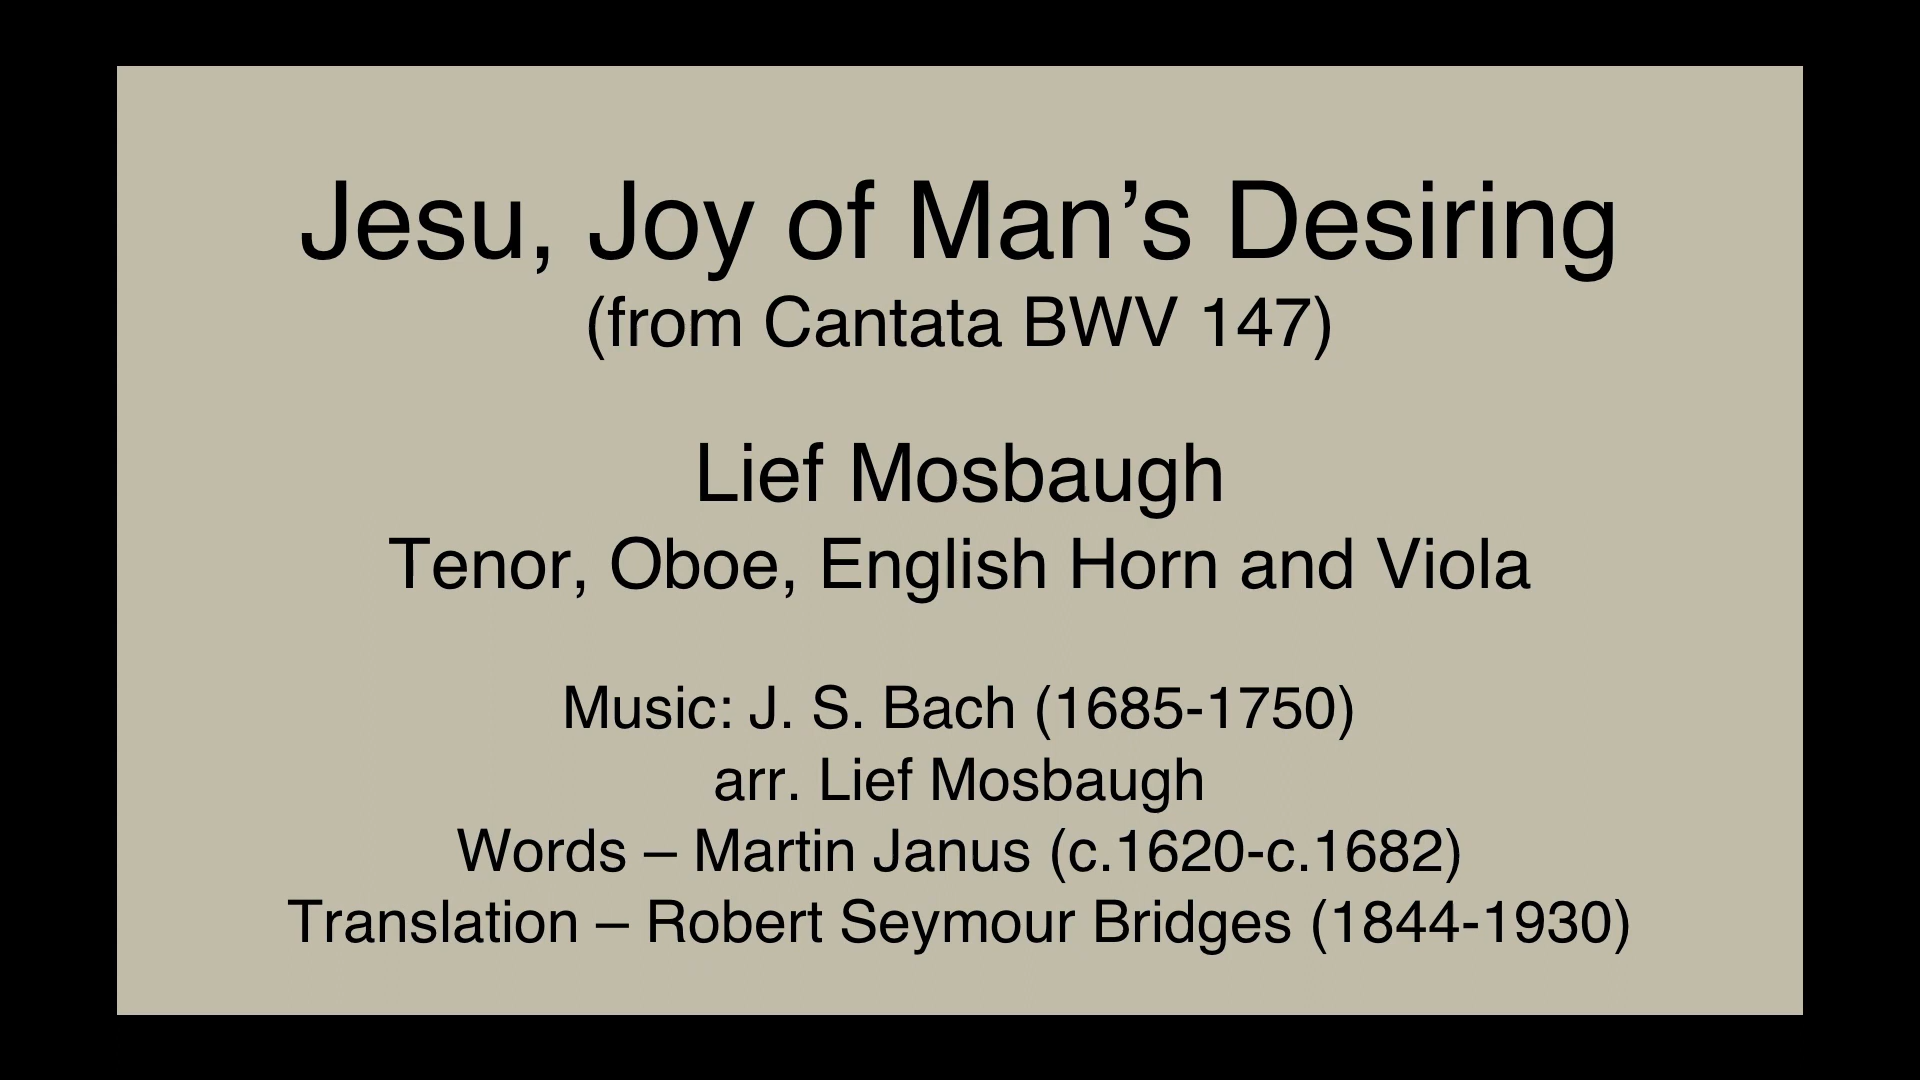 Jesu, Joy of Man’s Desiring
(from Cantata BWV 147)
Lief Mosbaugh
Tenor, Oboe, English Horn and Viola
Music: J. S. Bach (1685-1750)
arr. Lief Mosbaugh
Words – Martin Janus (c.1620-c.1682)
Translation – Robert Seymour Bridges (1844-1930)